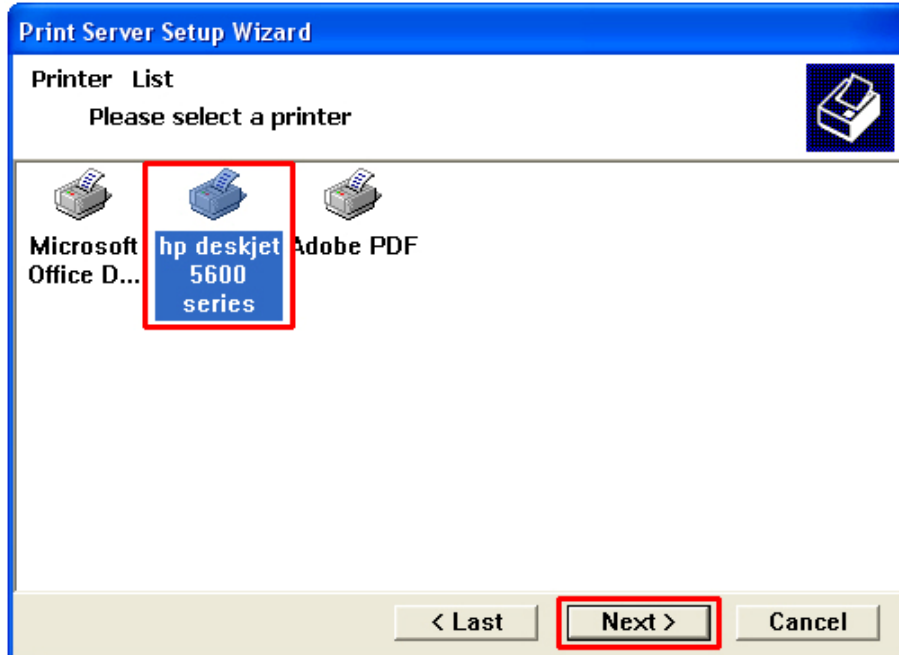 Print Server Setup Wizard
Printer List
Please select a printer
Microsoft
Office D...
hp deskjet
5600
series
Adobe PDF
< Last
Next >
Cancel